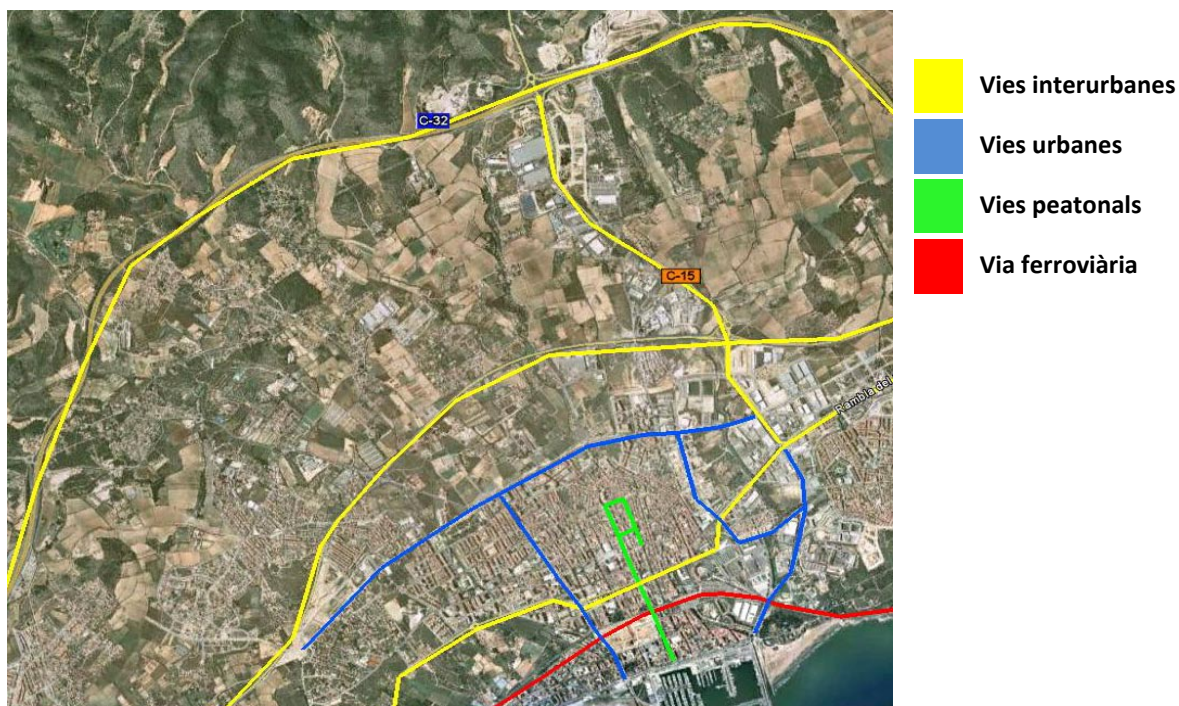 C-32
C-15
Rambla del
Vies interurbanes
Vies urbanes
Vies peatonals
Via ferroviària